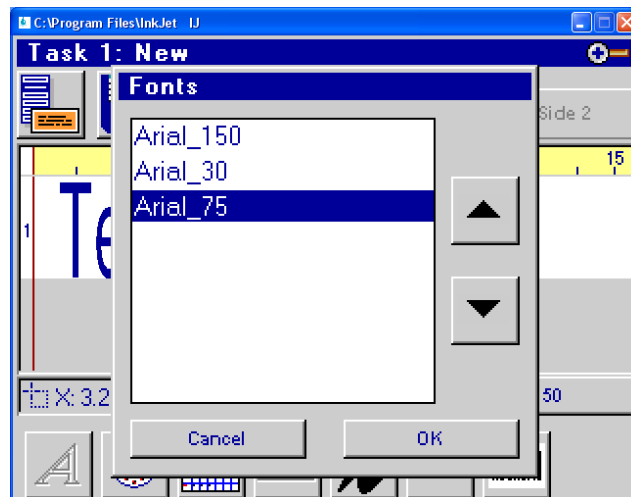 C:\Program Files\InkJet IJ
Task 1: New
Fonts
Side 2
Arial_150
Arial_30
Arial_75
15
1
Te
X: 3.2
50
Cancel
OK
A